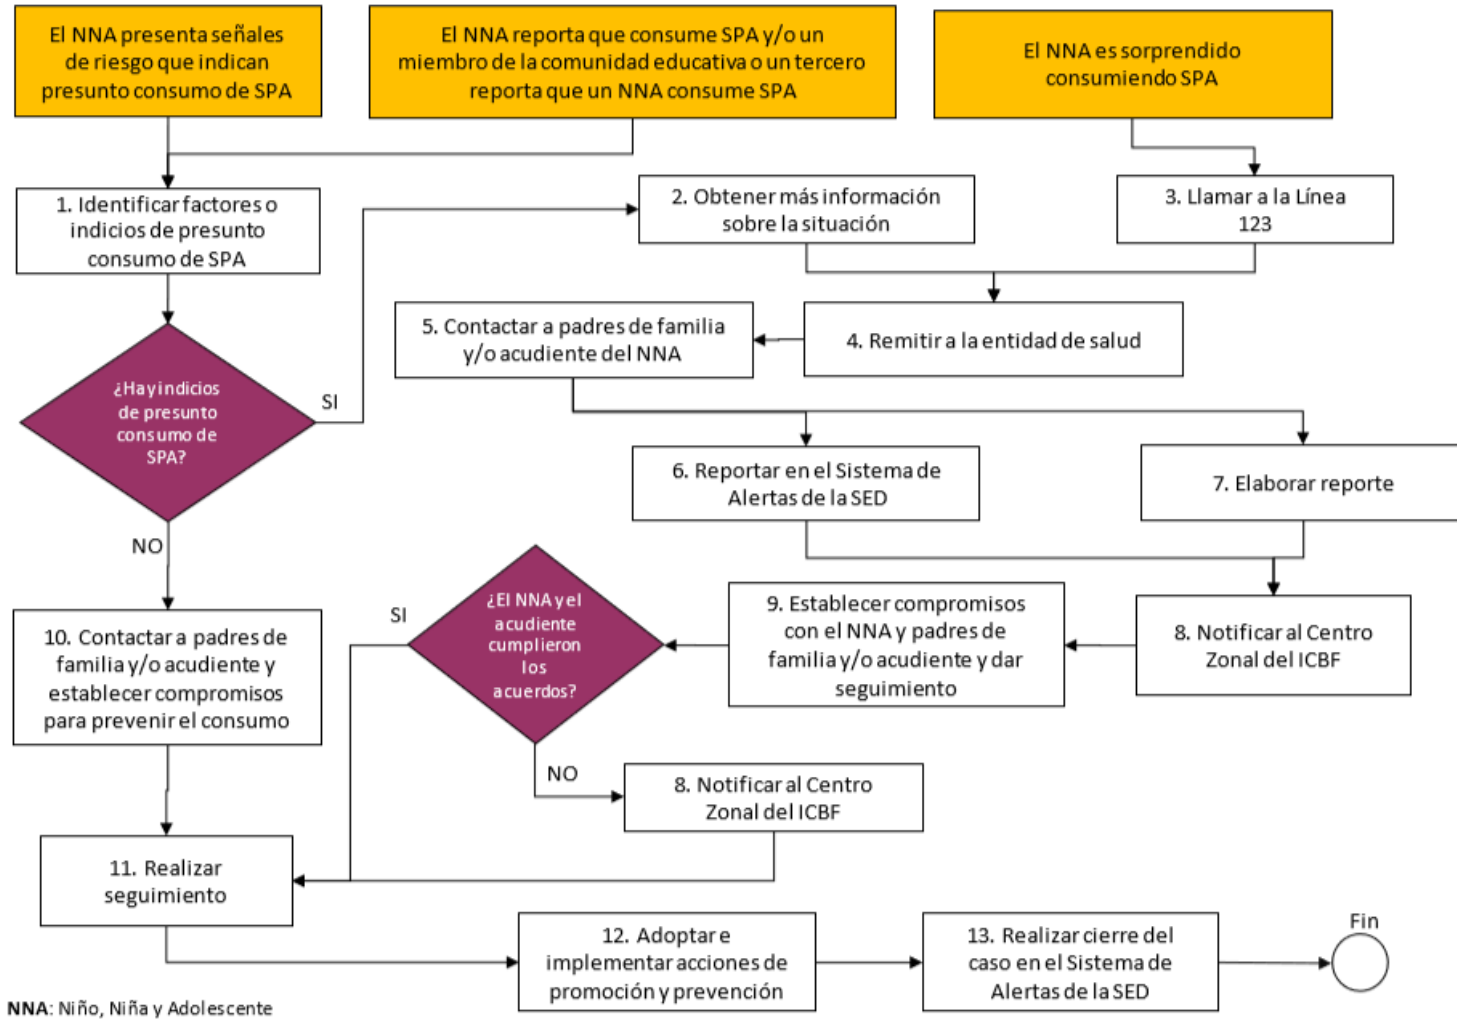 El NNA presenta señales
de riesgo que indican
presunto consumo de SPA
El NNA reporta que consume SPA y/o un
miembro de la comunidad educativa o un tercero
reporta que un NNA consume SPA
El NNA es sorprendido
consumiendo SPA
1. Identificar factores o
indicios de presunto
consumo de SPA
2. Obtener más información
sobre la situación
3. Llamar a la Línea
123
5. Contactar a padres de familia
y/o acudiente del NNA
4. Remitir a la entidad de salud
¿Hay indicios
de presunto
consumo de
SPA?
SI
6. Reportar en el Sistema de
Alertas de la SED
7. Elaborar reporte
NO
10. Contactar a padres de
familia y/o acudiente y
establecer compromisos
para prevenir el consumo
SI
¿El NNA y el
acudiente
cumplieron
los
acuerdos?
9. Establecer compromisos
con el NNA y padres de
familia y/o acudiente y dar
seguimiento
8. Notificar al Centro
Zonal del ICBF
NO
8. Notificar al Centro
Zonal del ICBF
11. Realizar
seguimiento
12. Adoptar e
implementar acciones de
promoción y prevención
13. Realizar cierre del
caso en el Sistema de
Alertas de la SED
Fin
NNA: Niño, Niña y Adolescente